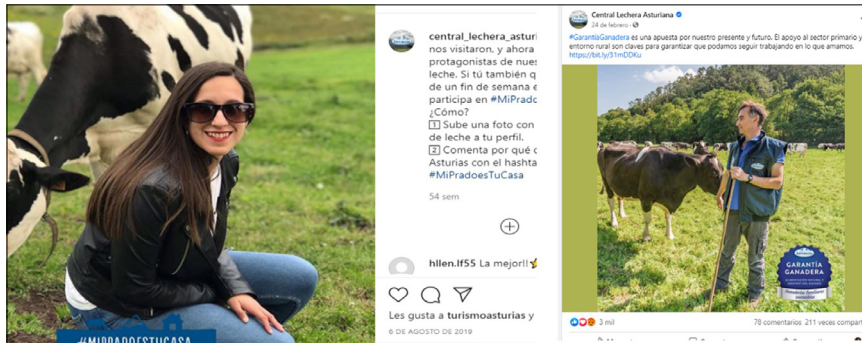 #MIPRADOESTUCASA
central_lechera_asturi
nos visitaron, y ahora
protagonistas de nues
leche. Si tú también q
de un fin de semana e
participa en #MiPrado
¿Cómo?
1 Sube una foto con
de leche a tu perfil.
2 Comenta por qué c
Asturias con el hashta
#MiPradoesTuCasa
54 sem
hllen.lf55 La mejor!!
Les gusta a turismoasturias y
6 DE AGOSTO DE 2019
Central Lechera Asturiana
24 de febrero
#GarantíaGanadera es una apuesta por nuestro presente y futuro. El apoyo al sector primario y
entorno rural son claves para garantizar que podamos seguir trabajando en lo que amamos.
https://bit.ly/31mDDKu
GARANTÍA
GANADERA
3 mil
78 comentarios 211 veces compart